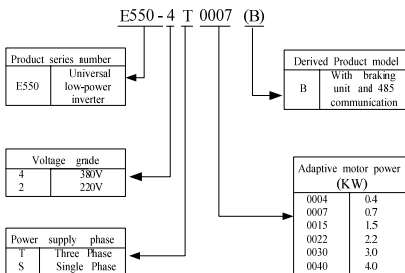 E550-4 T 0007 (B)
Product series number
E550 Universal low-power inverter
Derived Product model
B With braking unit and 485 communication
Voltage grade
4 380V
2 220V
Adaptive motor power
(KW)
0004 0.4
0007 0.7
0015 1.5
0022 2.2
0030 3.0
0040 4.0
Power supply phase
T Three Phase
S Single Phase